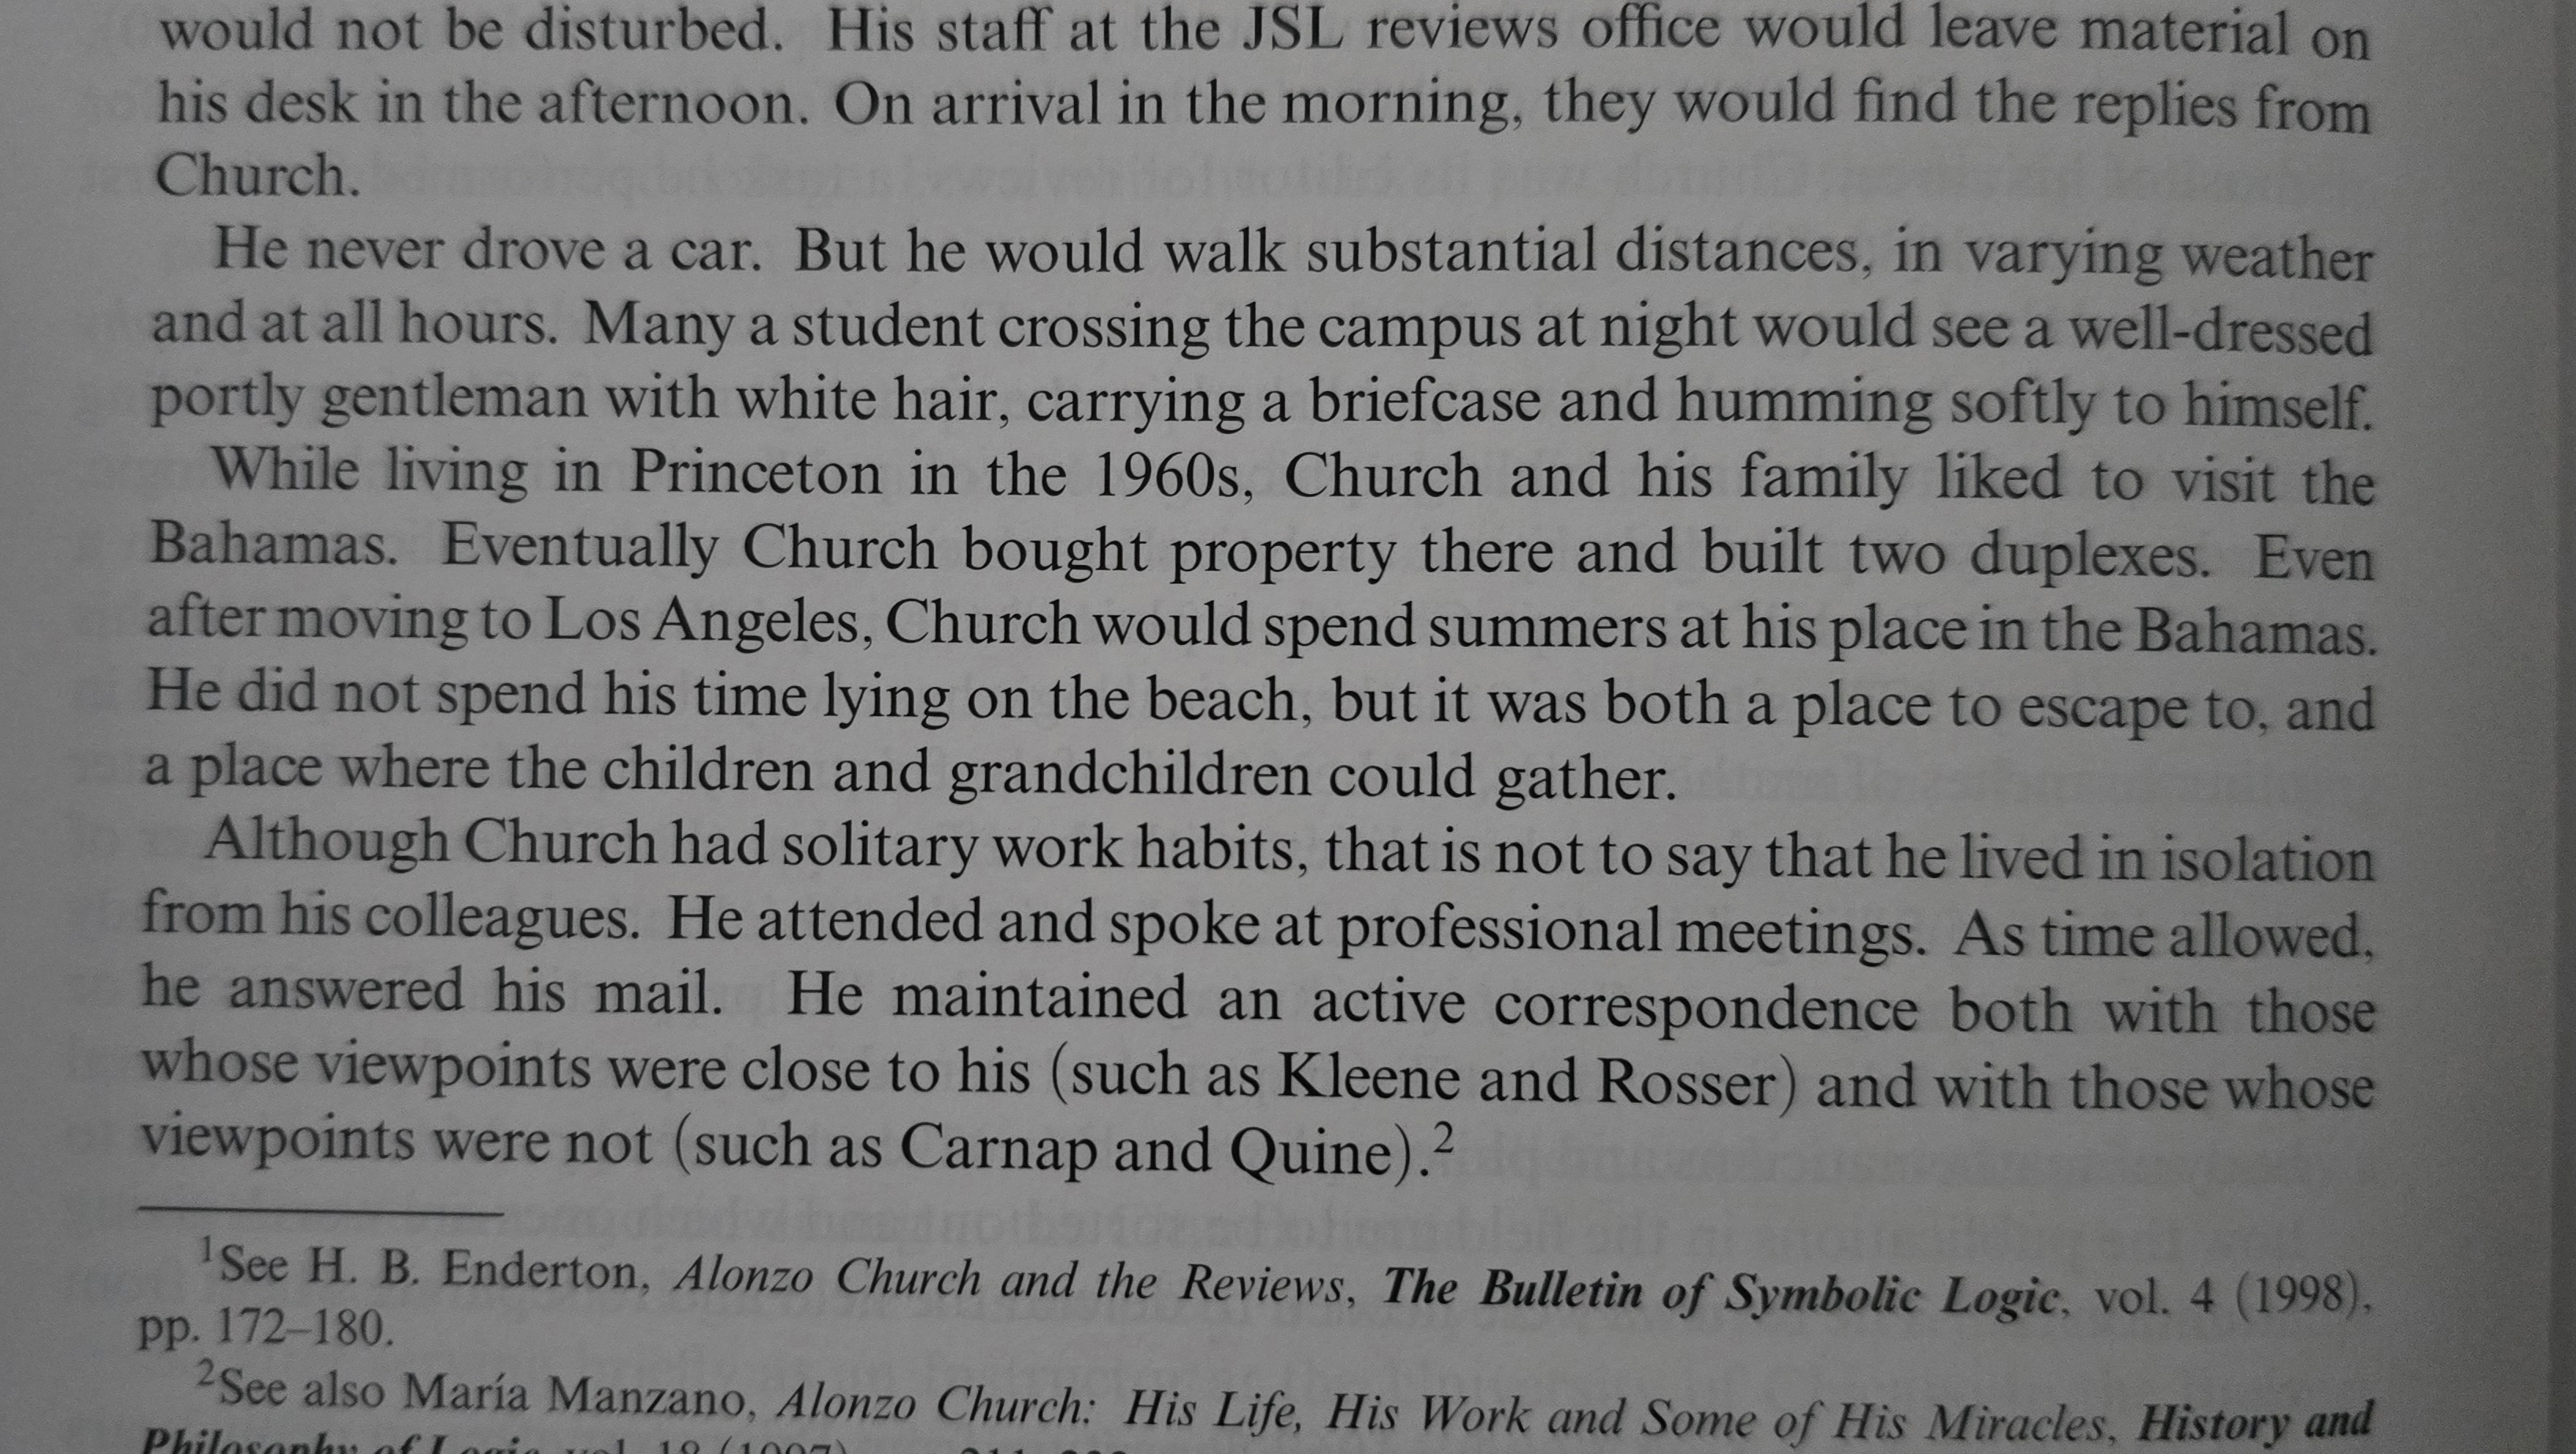 would not be disturbed. His staff at the JSL reviews office would leave material on
his desk in the afternoon. On arrival in the morning, they would find the replies from
Church.
He never drove a car. But he would walk substantial distances, in varying weather
and at all hours. Many a student crossing the campus at night would see a well-dressed
portly gentleman with white hair, carrying a briefcase and humming softly to himself.
While living in Princeton in the 1960s, Church and his family liked to visit the
Bahamas. Eventually Church bought property there and built two duplexes. Even
after moving to Los Angeles, Church would spend summers at his place in the Bahamas.
He did not spend his time lying on the beach, but it was both a place to escape to, and
a place where the children and grandchildren could gather.
Although Church had solitary work habits, that is not to say that he lived in isolation
from his colleagues. He attended and spoke at professional meetings. As time allowed,
he answered his mail. He maintained an active correspondence both with those
whose viewpoints were close to his (such as Kleene and Rosser) and with those whose
viewpoints were not (such as Carnap and Quine).²
¹See H. B. Enderton, Alonzo Church and the Reviews, The Bulletin of Symbolic Logic, vol. 4 (1998),
pp. 172–180.
²See also María Manzano, Alonzo Church: His Life, His Work and Some of His Miracles, History and
Philosophy of Logic, vol. 18 (1997)